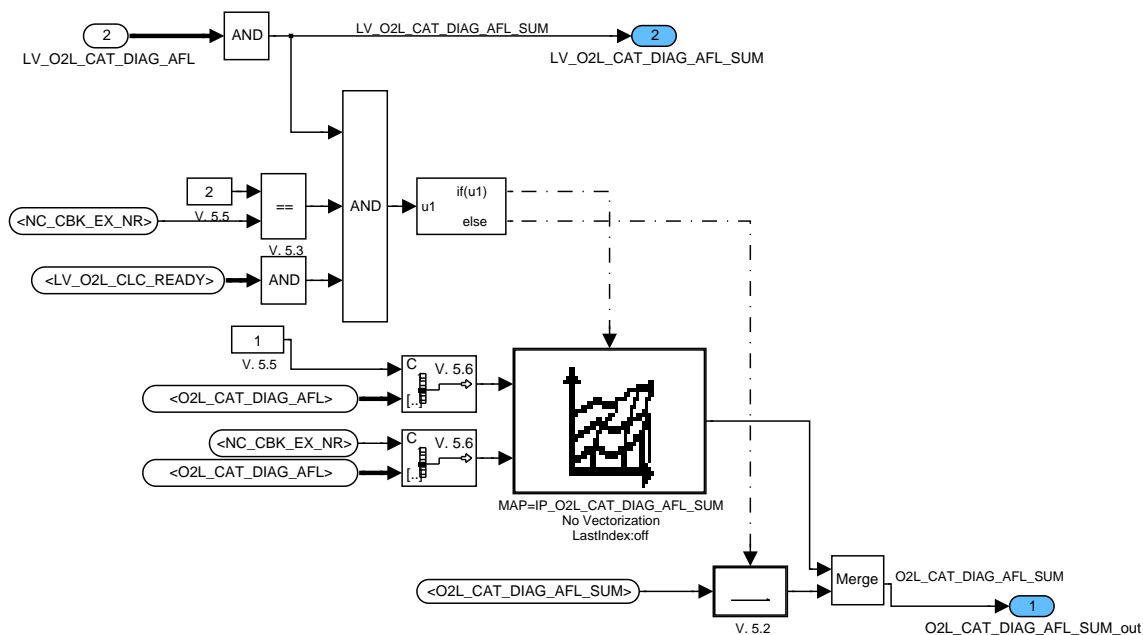 2
AND
LV_O2L_CAT_DIAG_AFL_SUM
2
LV_O2L_CAT_DIAG_AFL
LV_O2L_CAT_DIAG_AFL_SUM
2
V. 5.5
<NC_CBK_EX_NR>
==
V. 5.3
AND
u1
if(u1)
else
<LV_O2L_CLC_READY>
AND
1
V. 5.5
C
V. 5.6
[..]
<O2L_CAT_DIAG_AFL>
<NC_CBK_EX_NR>
C
V. 5.6
[..]
<O2L_CAT_DIAG_AFL>
MAP=IP_O2L_CAT_DIAG_AFL_SUM
No Vectorization
LastIndex:off
<O2L_CAT_DIAG_AFL_SUM>
V. 5.2
Merge
O2L_CAT_DIAG_AFL_SUM
1
O2L_CAT_DIAG_AFL_SUM_out